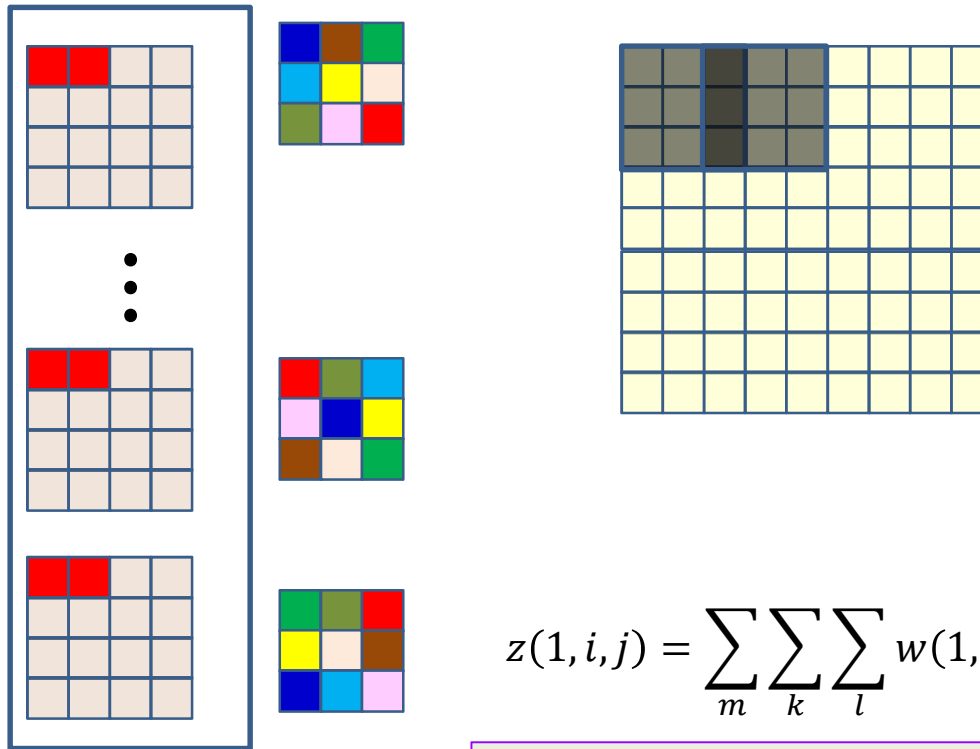 z(1, i, j) = ∑ₘ ∑ₖ ∑ₗ w(1,